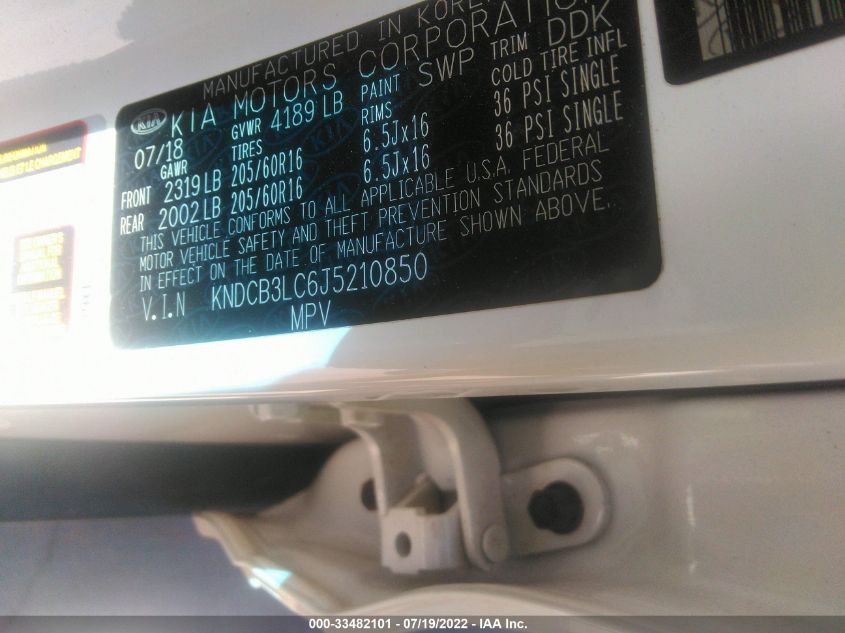 MANUFACTURED IN KOREA
KIA MOTORS CORPORATION
07/18 GVWR 4189 LB PAINT SWP TRIM DDK
GAWR TIRES RIMS COLD TIRE INFL
FRONT 2319 LB 205/60R16 6.5Jx16 36 PSI SINGLE
REAR 2002 LB 205/60R16 6.5Jx16 36 PSI SINGLE
THIS VEHICLE CONFORMS TO ALL APPLICABLE U.S.A. FEDERAL
MOTOR VEHICLE SAFETY AND THEFT PREVENTION STANDARDS
IN EFFECT ON THE DATE OF MANUFACTURE SHOWN ABOVE.
V.I.N KNDCB3LC6J5210850
MPV
KIA
000-33482101 - 07/19/2022 - IAA Inc.